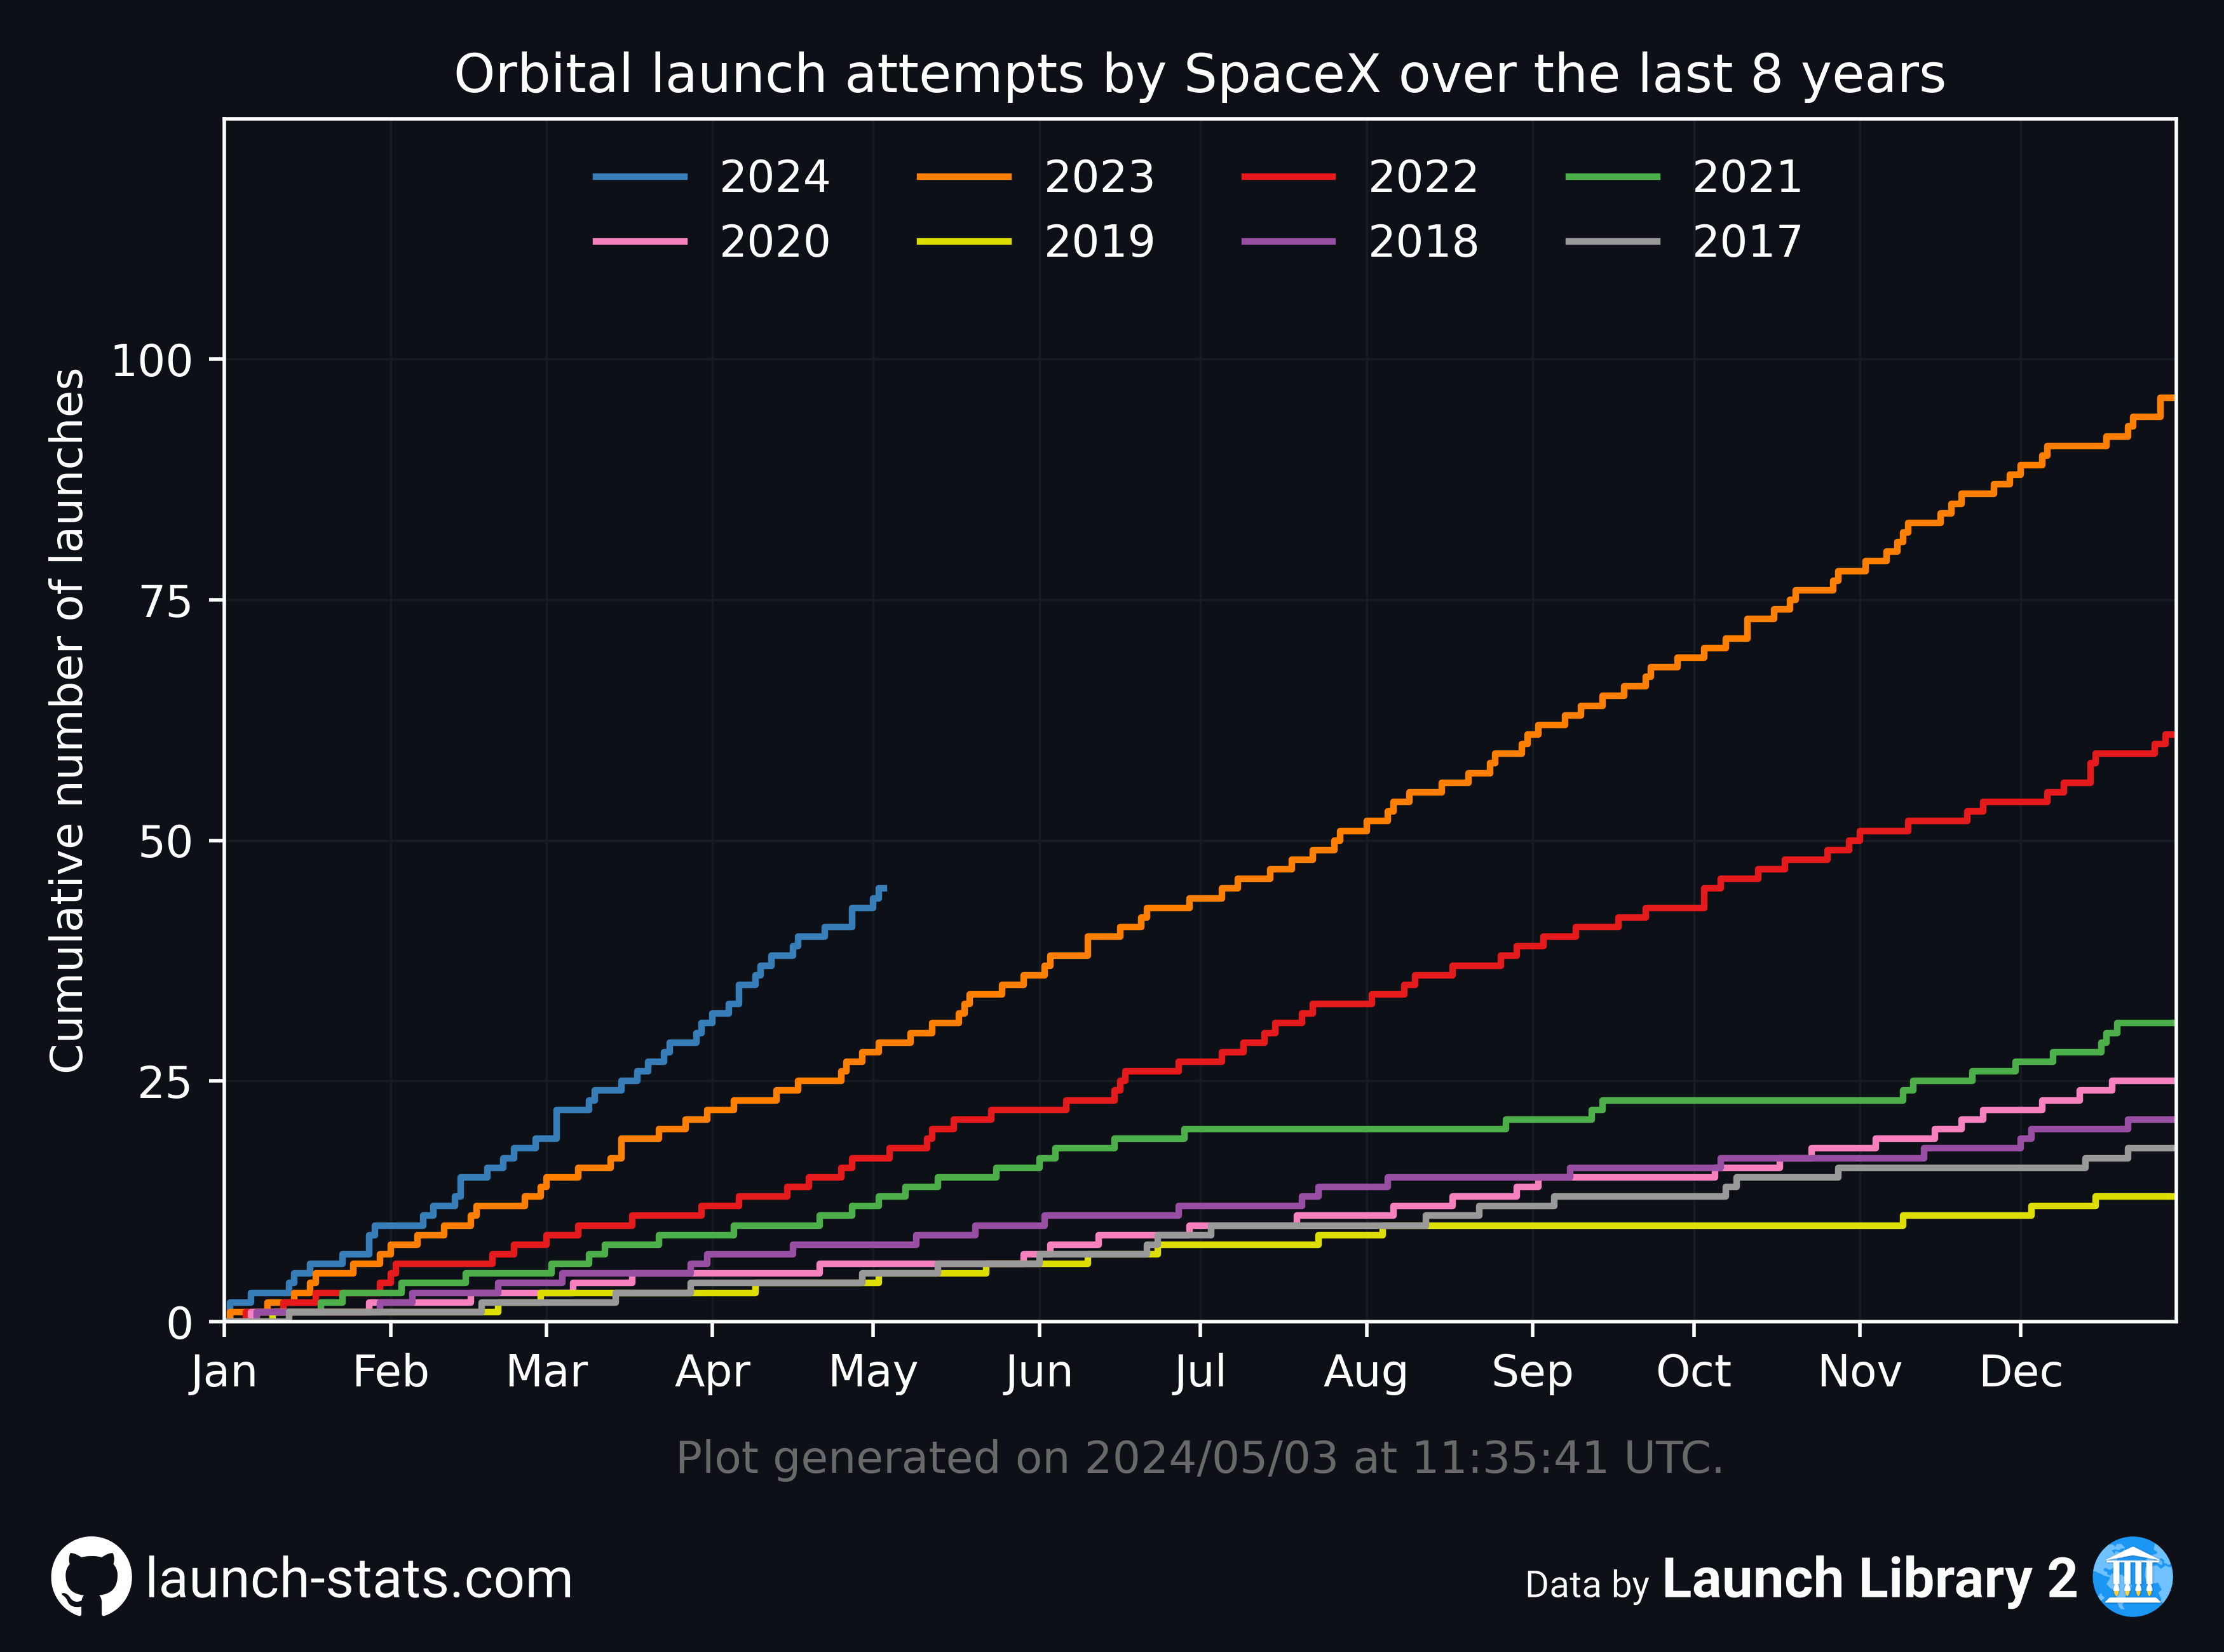 Orbital launch attempts by SpaceX over the last 8 years
2024 2023 2022 2021
2020 2019 2018 2017
Cumulative number of launches
100
75
50
25
0
Jan Feb Mar Apr May Jun Jul Aug Sep Oct Nov Dec
Plot generated on 2024/05/03 at 11:35:41 UTC.
launch-stats.com
Data by Launch Library 2